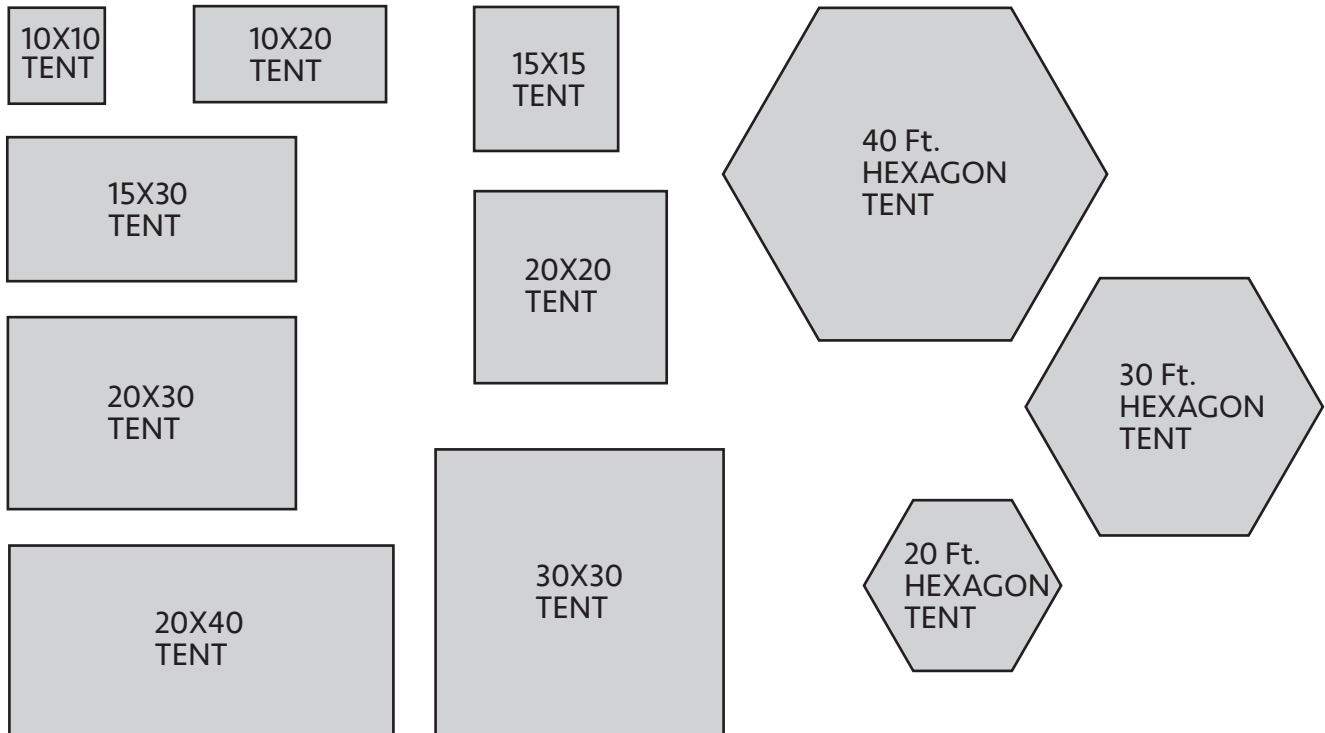 10X10
TENT
10X20
TENT
15X15
TENT
40 Ft.
HEXAGON
TENT
15X30
TENT
20X20
TENT
20X30
TENT
30 Ft.
HEXAGON
TENT
20X40
TENT
30X30
TENT
20 Ft.
HEXAGON
TENT